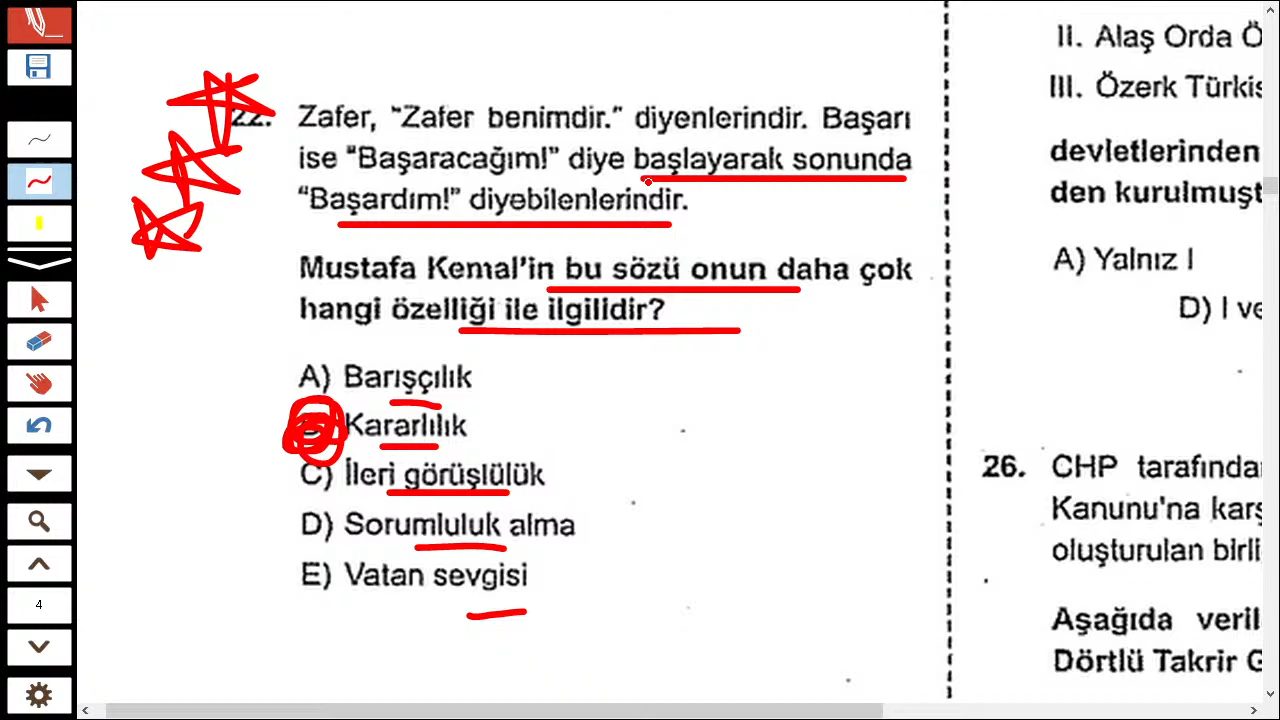 22. Zafer, “Zafer benimdir.” diyenlerindir. Başarı
ise “Başaracağım!” diye başlayarak sonunda
“Başardım!” diyebilenlerindir.
Mustafa Kemal’in bu sözü onun daha çok
hangi özelliği ile ilgilidir?
A) Barışçılık
Kararlılık
C) İleri görüşlülük
D) Sorumluluk alma
E) Vatan sevgisi
II. Alaş Orda Ö
III. Özerk Türkis
devletlerinden
den kurulmuşt
A) Yalnız I
D) I ve
26. CHP tarafında
Kanunu'na karş
oluşturulan birli
Aşağıda veril
Dörtlü Takrir G
4